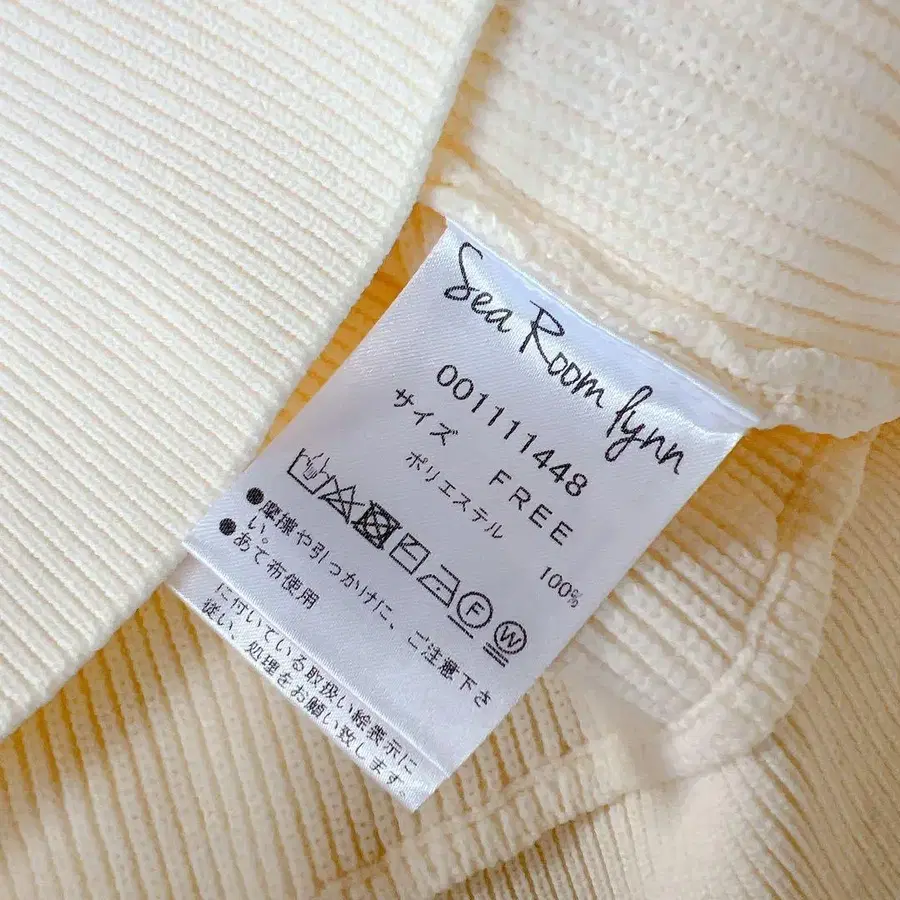 Sea Room lynn
001111448
サイズ FREE
ポリエステル 100%
F W
●摩擦や引っかけに、ご注意下さ
い。
●あて布使用
に付いている取扱い絵表示に
従い、処理をお願い致します。